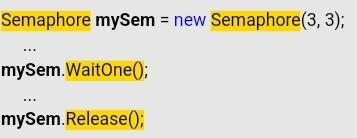 Semaphore mySem = new Semaphore(3, 3);
...
mySem.WaitOne();
...
mySem.Release();